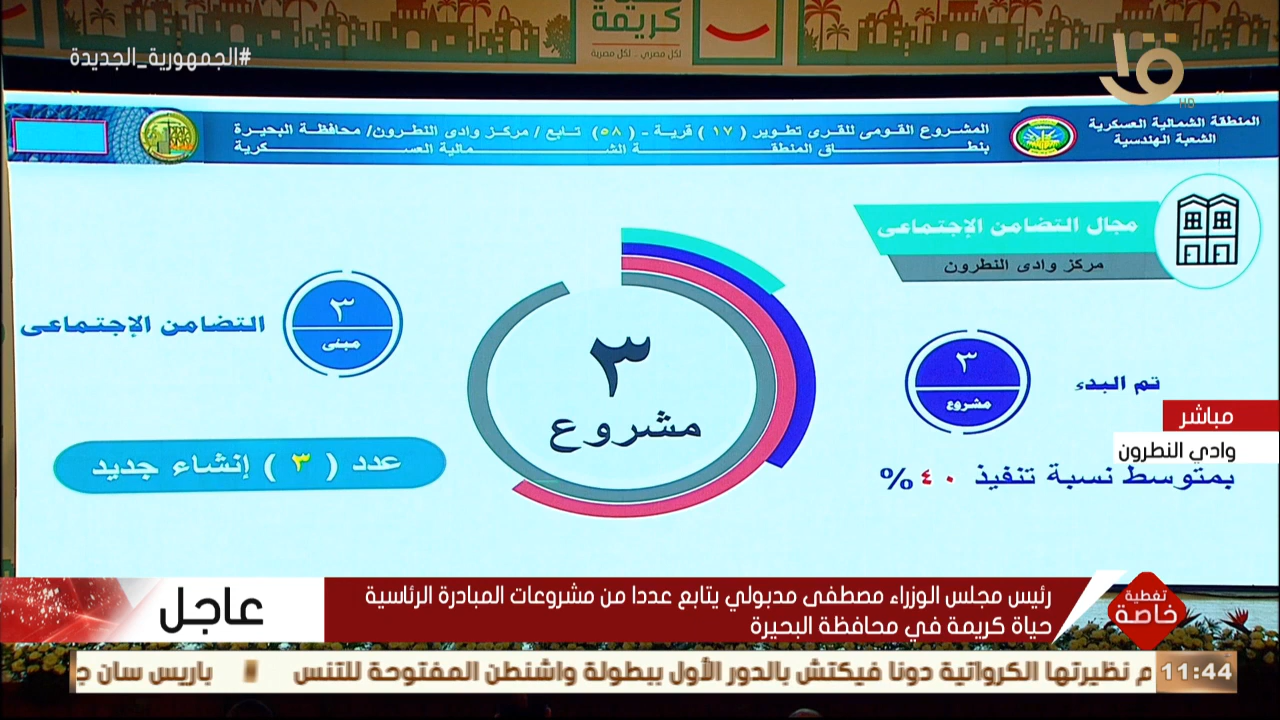 كريمة
لكل مصري .. لكل مصرية
#الجمهورية_الجديدة
HD
المنطقة الشمالية العسكرية
الشعبة الهندسية
المشروع القومى للقرى تطوير ( ١٧ ) قرية - ( ٥٨ ) تابع / مركز وادى النطرون/ محافظة البحيرة
بنطاق المنطقة الشمالية العسكرية
مجال التضامن الإجتماعى
مركز وادى النطرون
٣
مشروع
تم البدء
٣
مشروع
بمتوسط نسبة تنفيذ ٤٠ %
٣
مبنى
التضامن الإجتماعى
عدد ( ٣ ) إنشاء جديد
مباشر
وادي النطرون
تغطية
خاصة
رئيس مجلس الوزراء مصطفى مدبولي يتابع عددا من مشروعات المبادرة الرئاسية
حياة كريمة في محافظة البحيرة
عاجل
11:44
م نظيرتها الكرواتية دونا فيكتش بالدور الأول ببطولة واشنطن المفتوحة للتنس
باريس سان ج